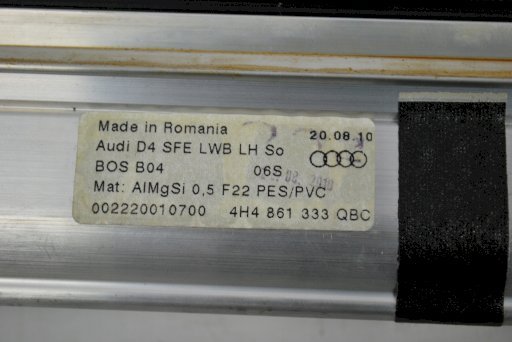 Made in Romania 20.08.10
Audi D4 SFE LWB LH So
BOS B04 06S
Mat: AlMgSi 0,5 F22 PES/PVC
002220010700 4H4 861 333 QBC